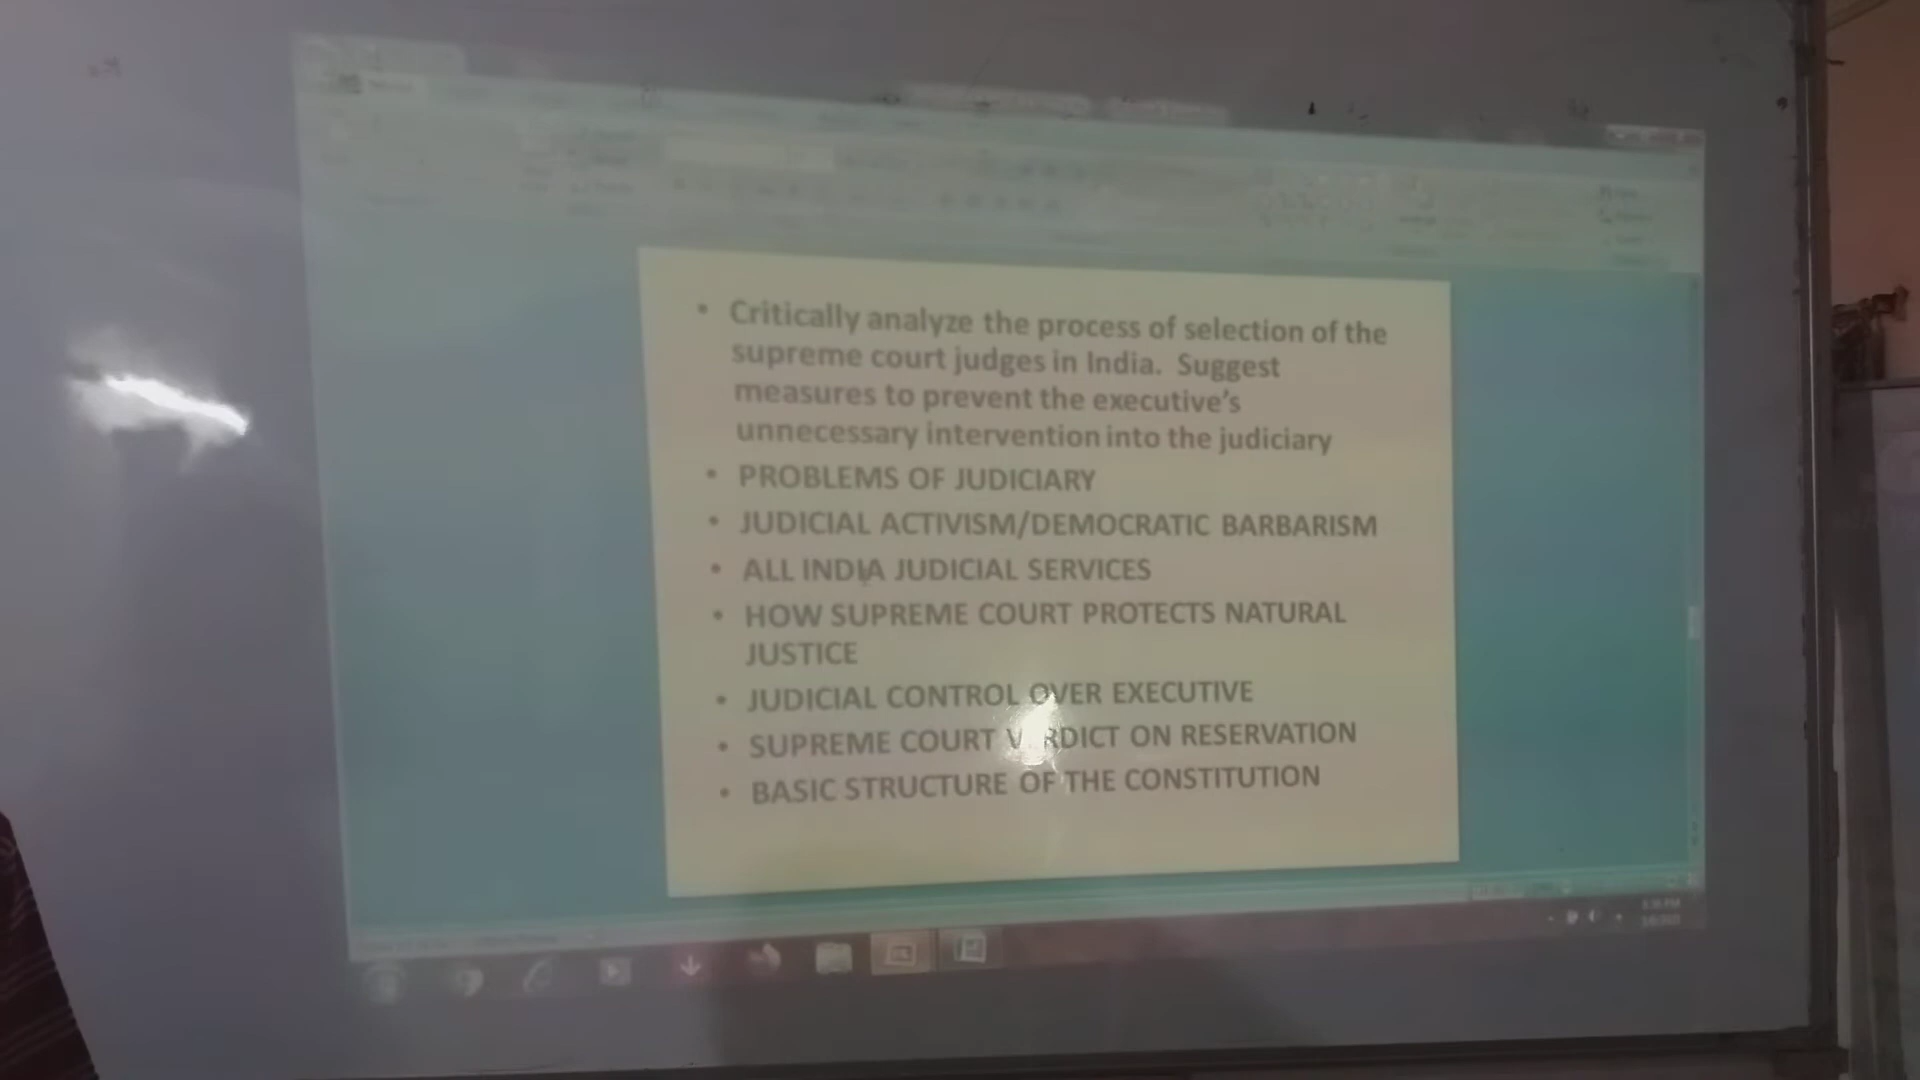 • Critically analyze the process of selection of the
supreme court judges in India. Suggest
measures to prevent the executive's
unnecessary intervention into the judiciary
• PROBLEMS OF JUDICIARY
• JUDICIAL ACTIVISM/DEMOCRATIC BARBARISM
• ALL INDIA JUDICIAL SERVICES
• HOW SUPREME COURT PROTECTS NATURAL
JUSTICE
• JUDICIAL CONTROL OVER EXECUTIVE
• SUPREME COURT VERDICT ON RESERVATION
• BASIC STRUCTURE OF THE CONSTITUTION